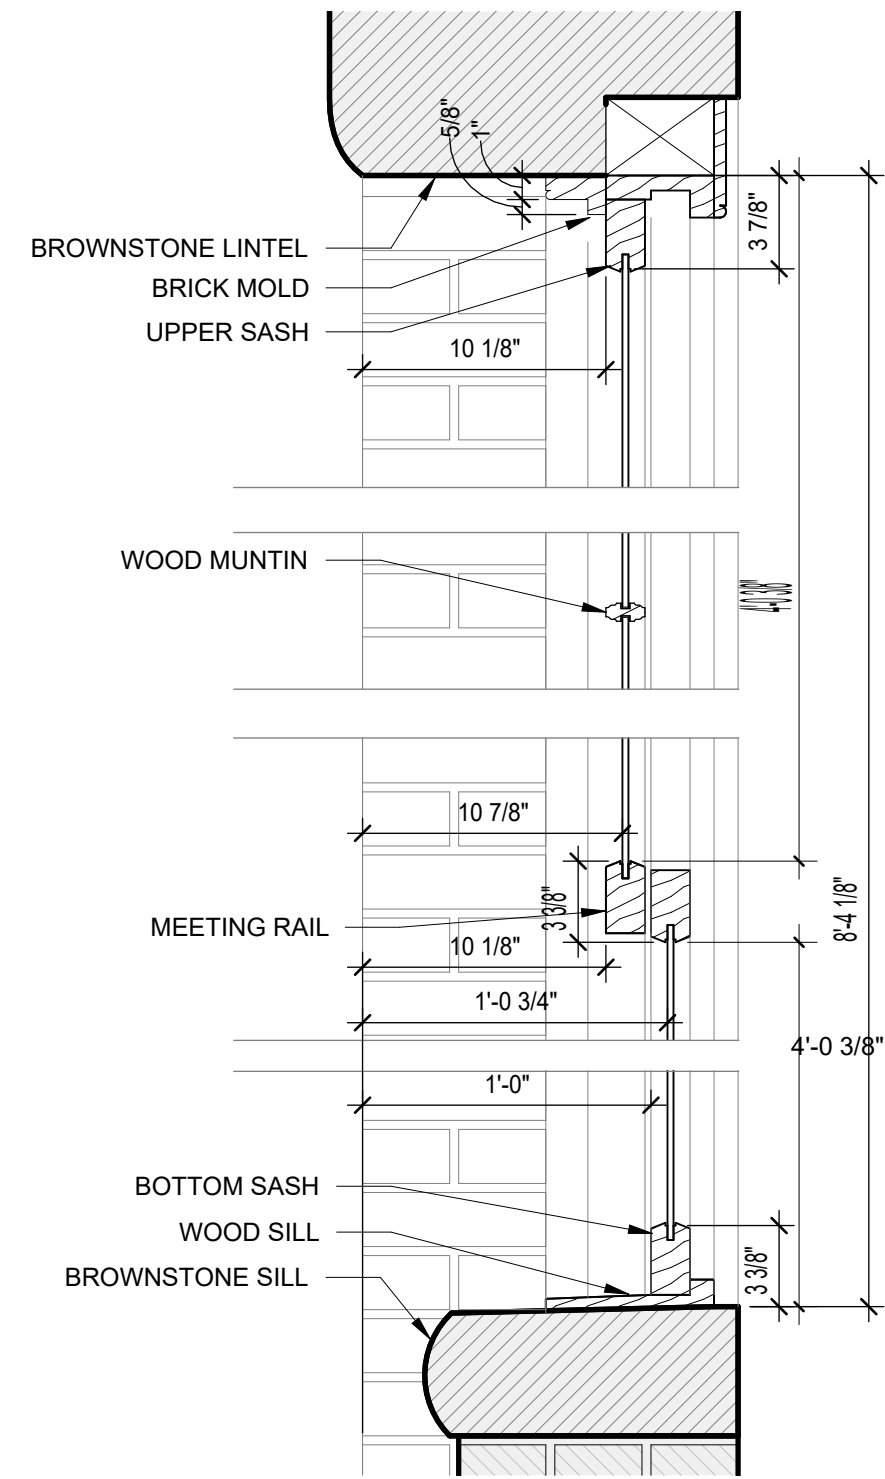 5/8"
1"
BROWNSTONE LINTEL
3 7/8"
BRICK MOLD
UPPER SASH
10 1/8"
WOOD MUNTIN
10 7/8"
3 3/8"
MEETING RAIL
8'-4 1/8"
10 1/8"
1'-0 3/4"
4'-0 3/8"
1'-0"
BOTTOM SASH
WOOD SILL
3 3/8"
BROWNSTONE SILL